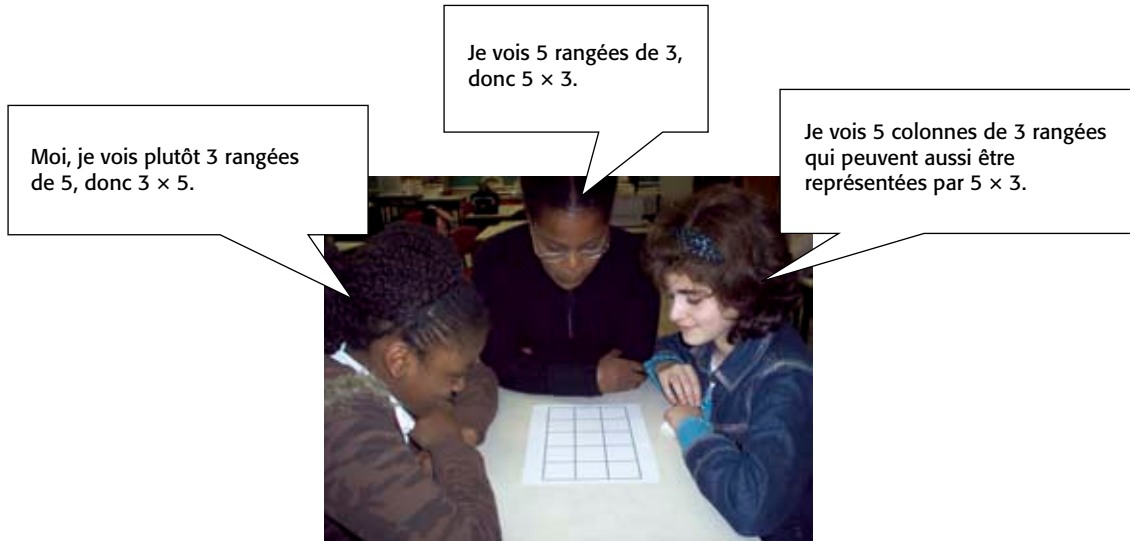 Moi, je vois plutôt 3 rangées
de 5, donc 3 × 5.
Je vois 5 rangées de 3,
donc 5 × 3.
Je vois 5 colonnes de 3 rangées
qui peuvent aussi être
représentées par 5 × 3.